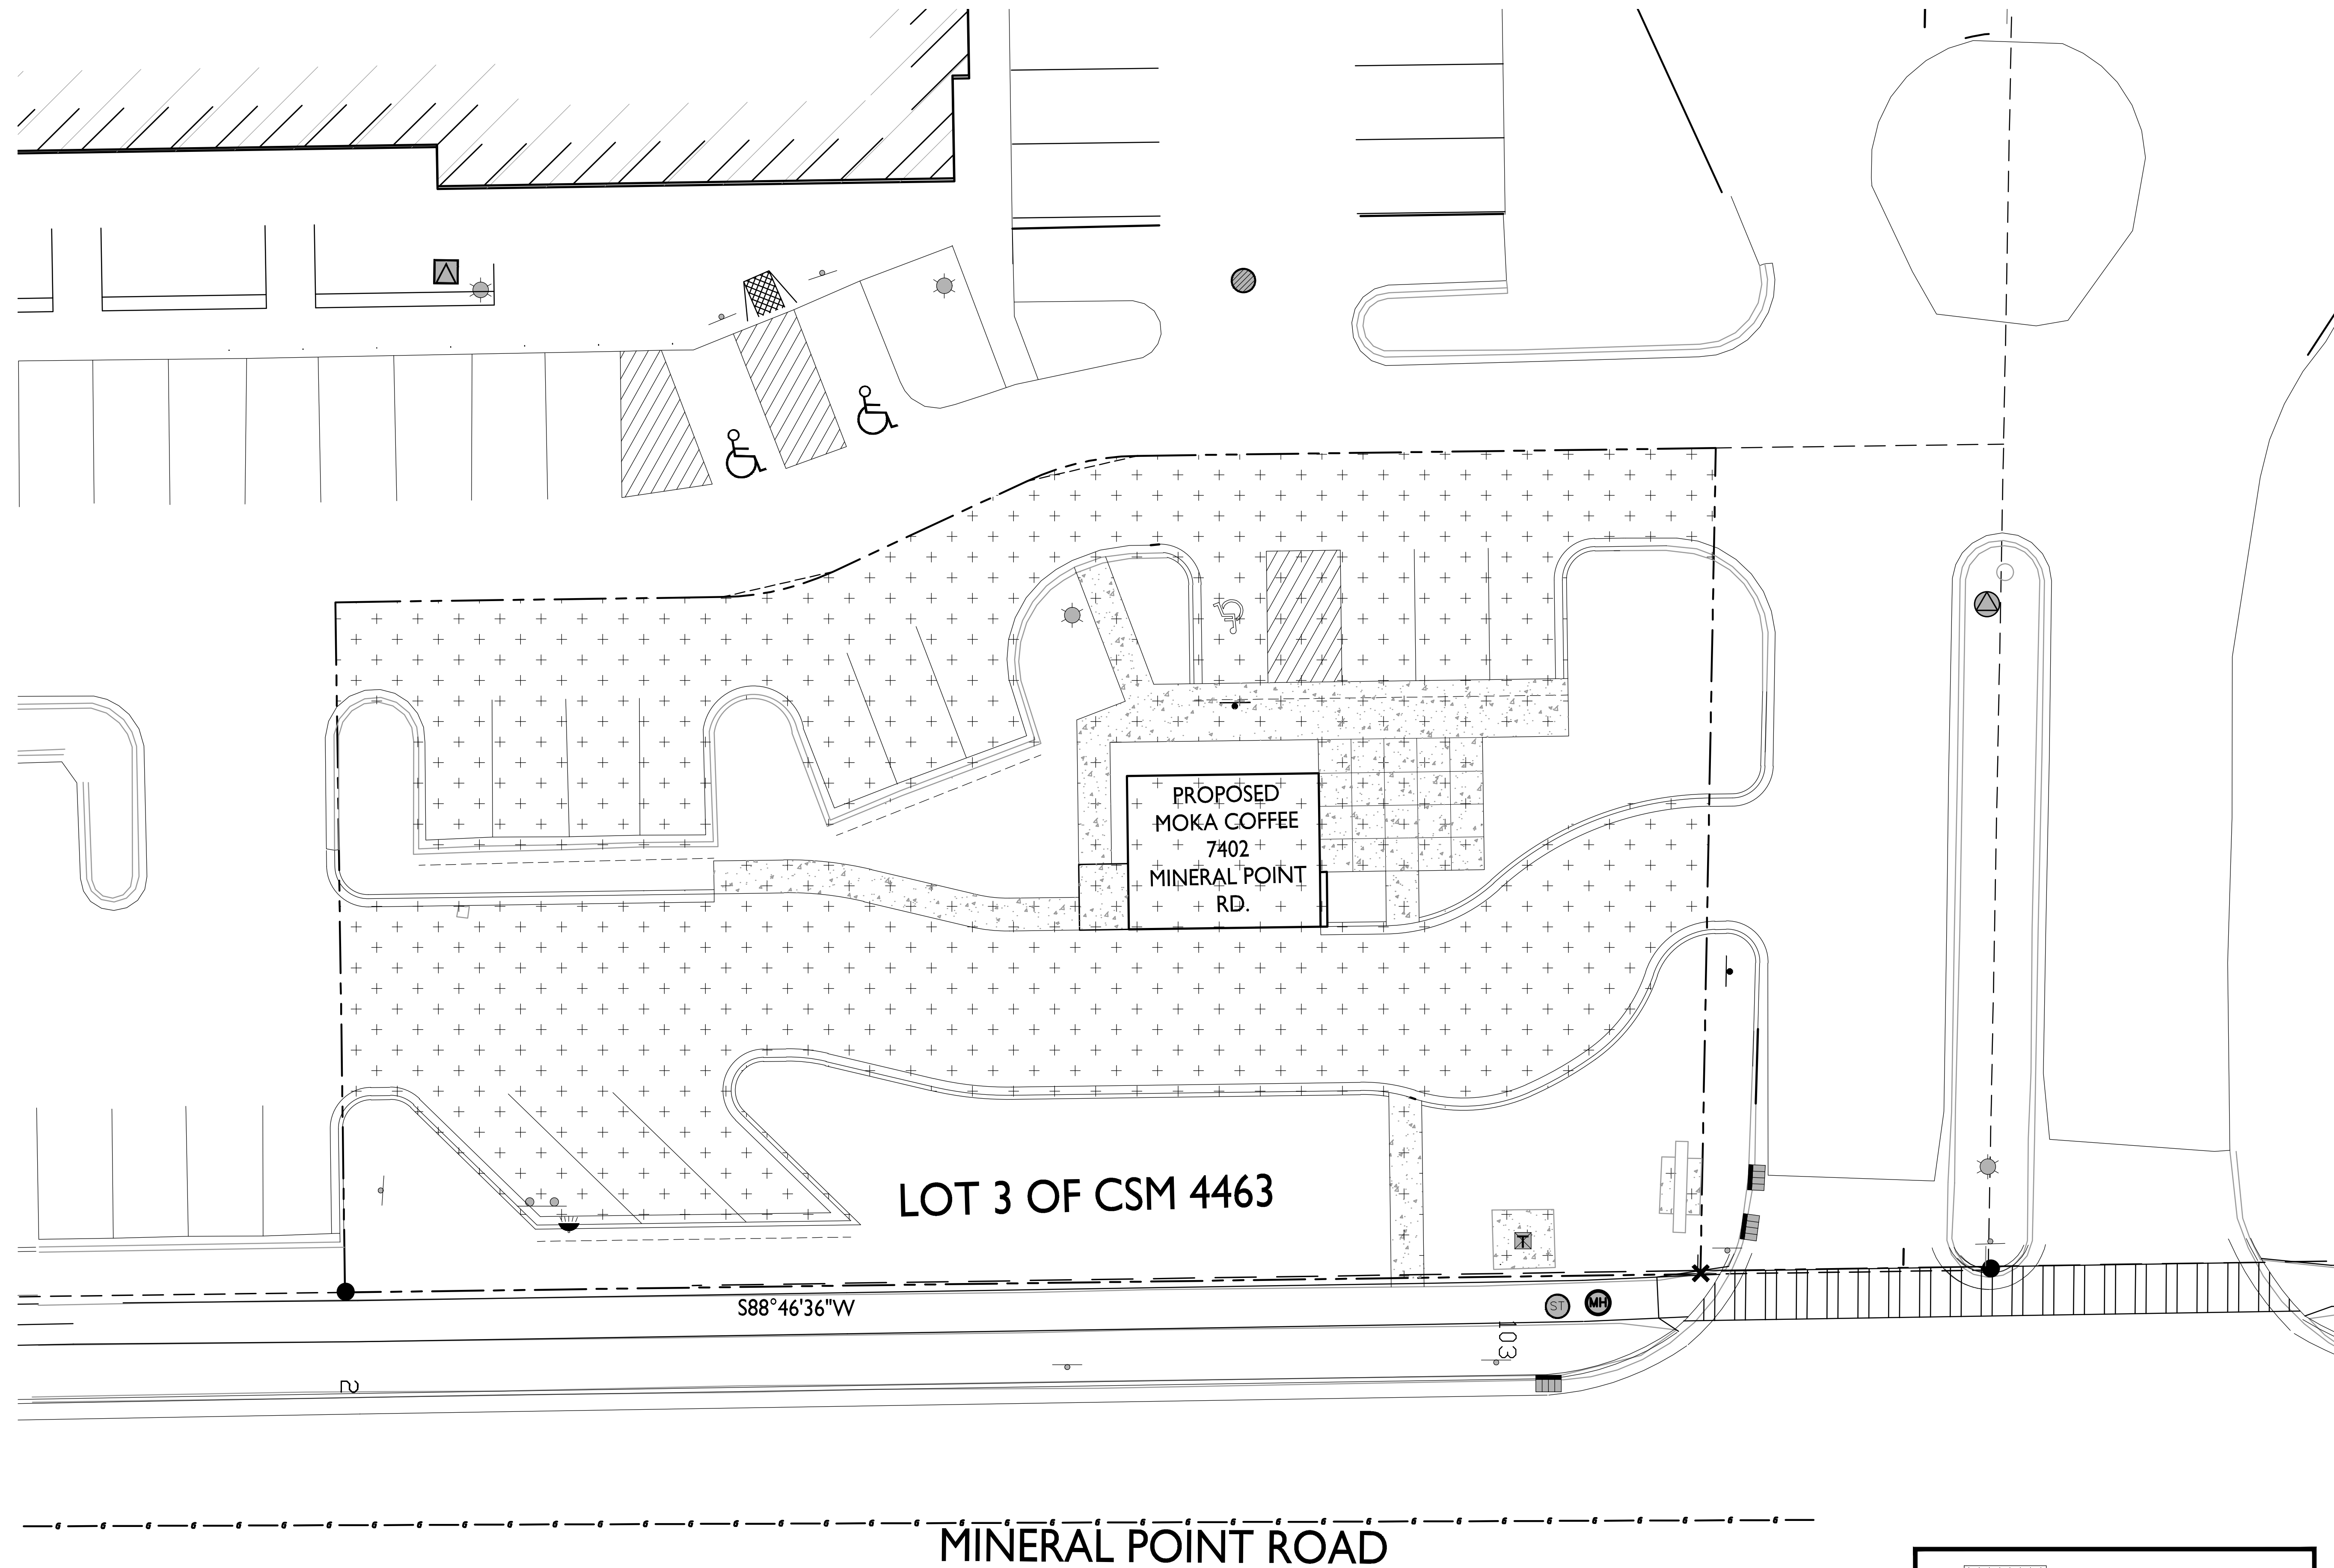 PROPOSED
MOKA COFFEE
7402
MINERAL POINT
RD.
T
LOT 3 OF CSM 4463
S88°46'36"W
ST
MH
103
2
G G G G G G G G G G G G G G G G G G G G G G G G G G G G G G G G G G G G G G G
MINERAL POINT ROAD